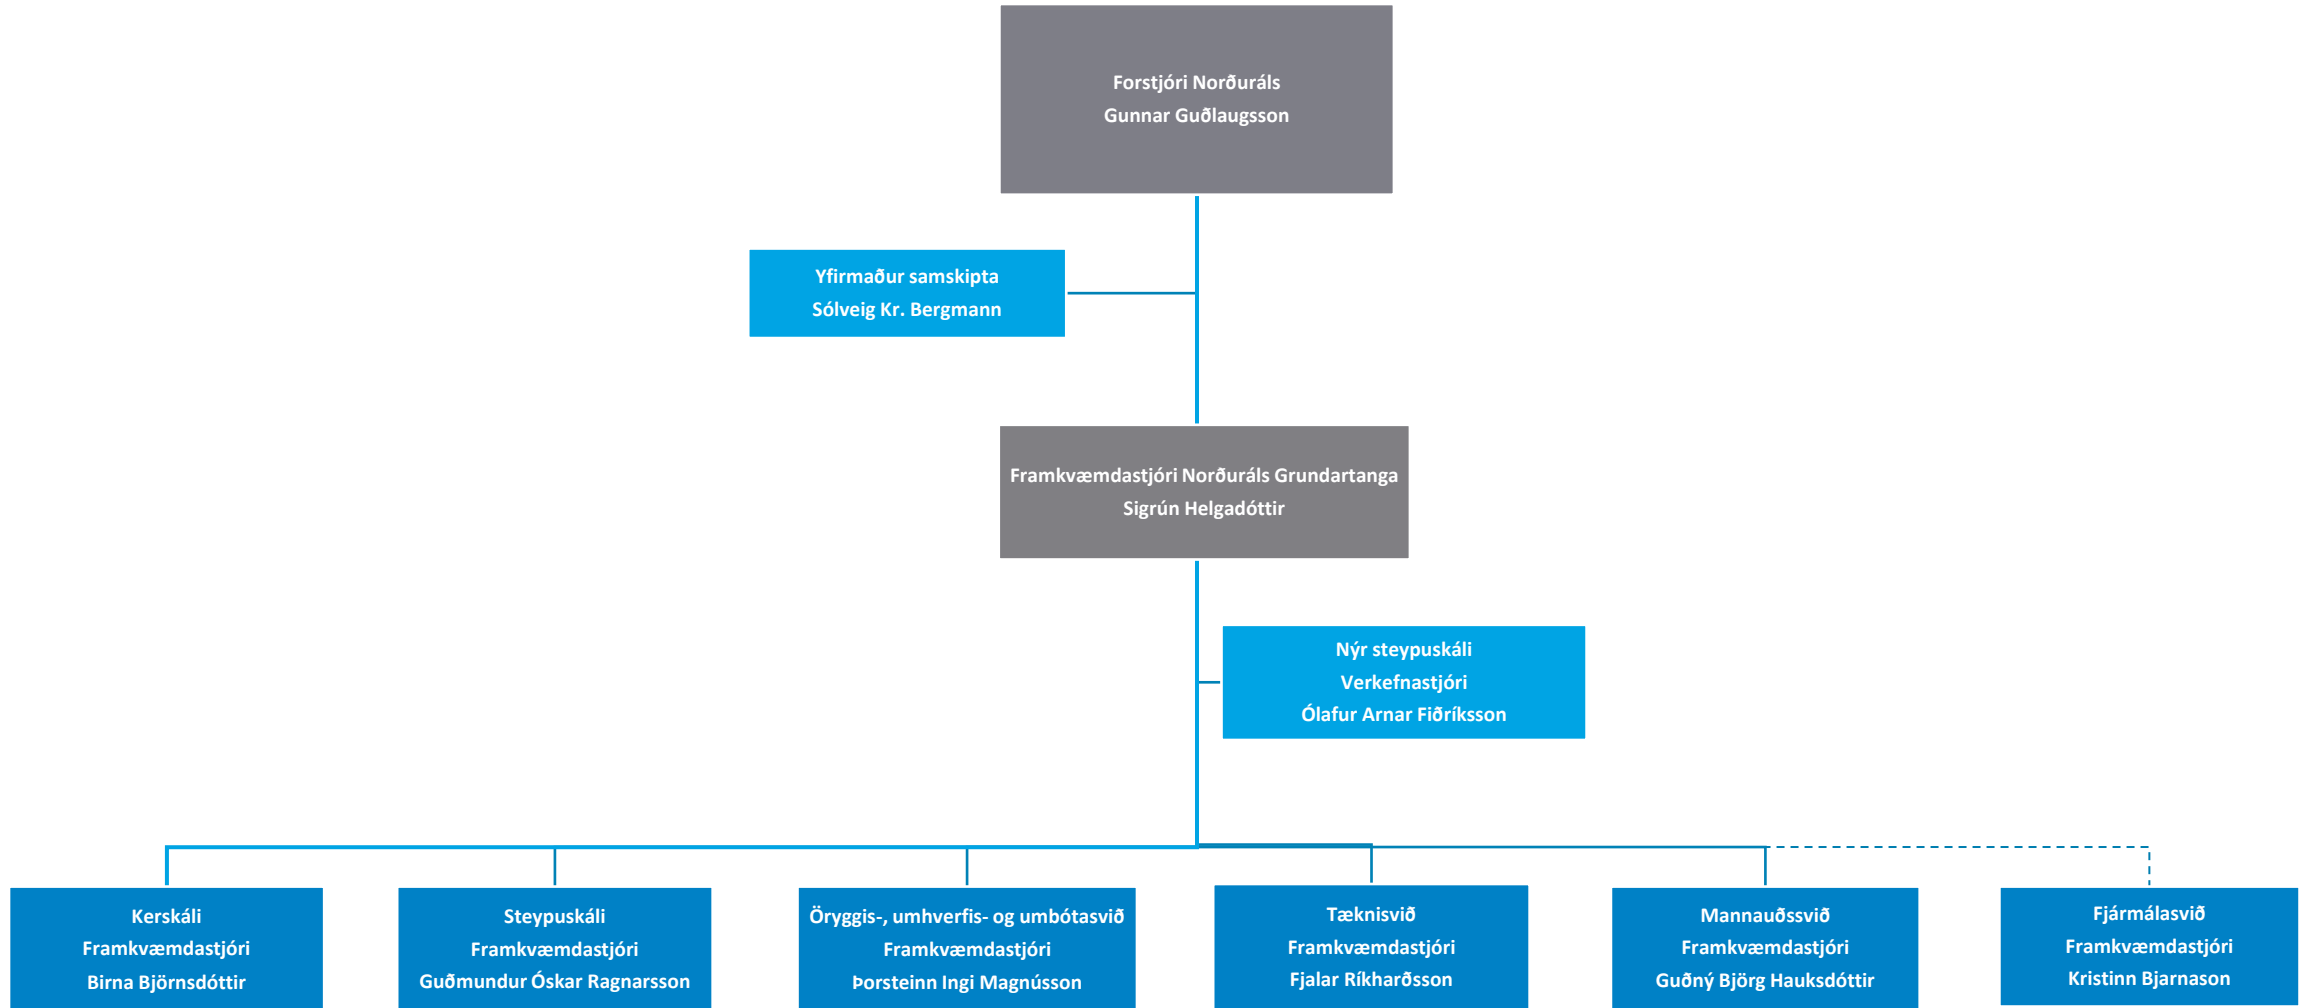 Forstjóri Norðuráls
Gunnar Guðlaugsson
Yfirmaður samskipta
Sólveig Kr. Bergmann
Framkvæmdastjóri Norðuráls Grundartanga
Sigrún Helgadóttir
Nýr steypuskáli
Verkefnastjóri
Ólafur Arnar Fiðríksson
Kerskáli
Framkvæmdastjóri
Birna Björnsdóttir
Steypuskáli
Framkvæmdastjóri
Guðmundur Óskar Ragnarsson
Öryggis-, umhverfis- og umbótasvið
Framkvæmdastjóri
Þorsteinn Ingi Magnússon
Tæknisvið
Framkvæmdastjóri
Fjalar Ríkharðsson
Mannauðssvið
Framkvæmdastjóri
Guðný Björg Hauksdóttir
Fjármálasvið
Framkvæmdastjóri
Kristinn Bjarnason